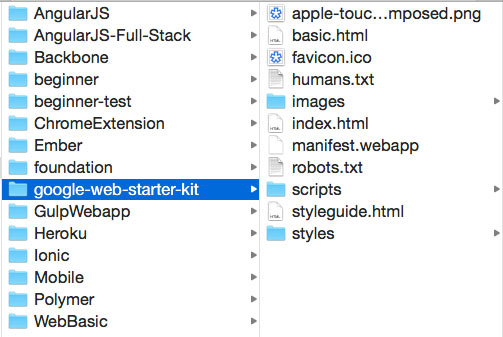 AngularJS
AngularJS-Full-Stack
Backbone
beginner
beginner-test
ChromeExtension
Ember
foundation
google-web-starter-kit
GulpWebapp
Heroku
Ionic
Mobile
Polymer
WebBasic
apple-touc...mposed.png
basic.html
favicon.ico
humans.txt
images
index.html
manifest.webapp
robots.txt
scripts
styleguide.html
styles